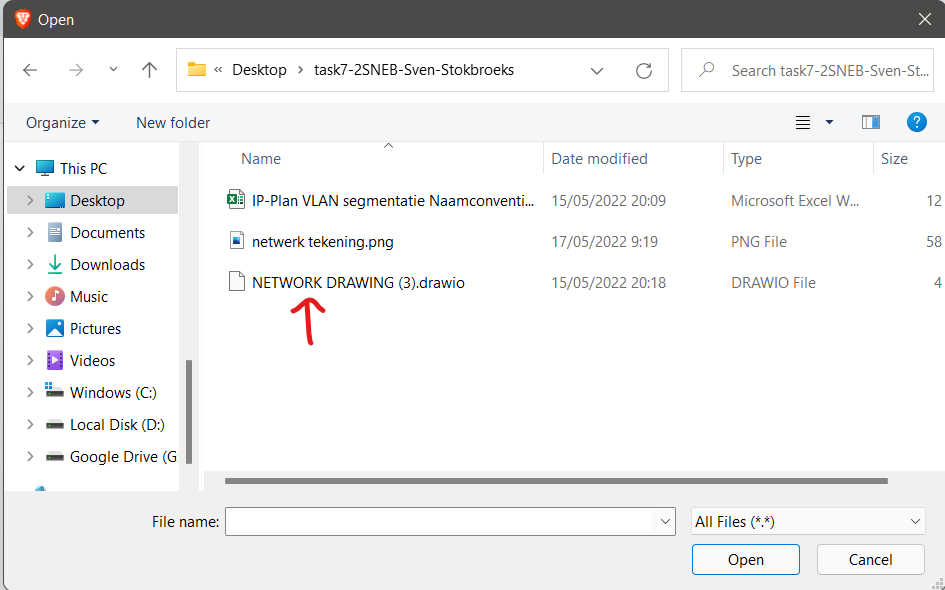 Open
« Desktop > task7-2SNEB-Sven-Stokbroeks
Search task7-2SNEB-Sven-St...
Organize
New folder
?
Name
Date modified
Type
Size
This PC
Desktop
Documents
Downloads
Music
Pictures
Videos
Windows (C:)
Local Disk (D:)
Google Drive (G
IP-Plan VLAN segmentatie Naamconventi... 15/05/2022 20:09 Microsoft Excel W... 12
netwerk tekening.png 17/05/2022 9:19 PNG File 58
NETWORK DRAWING (3).drawio 15/05/2022 20:18 DRAWIO File 4
File name:
All Files (*.*)
Open
Cancel